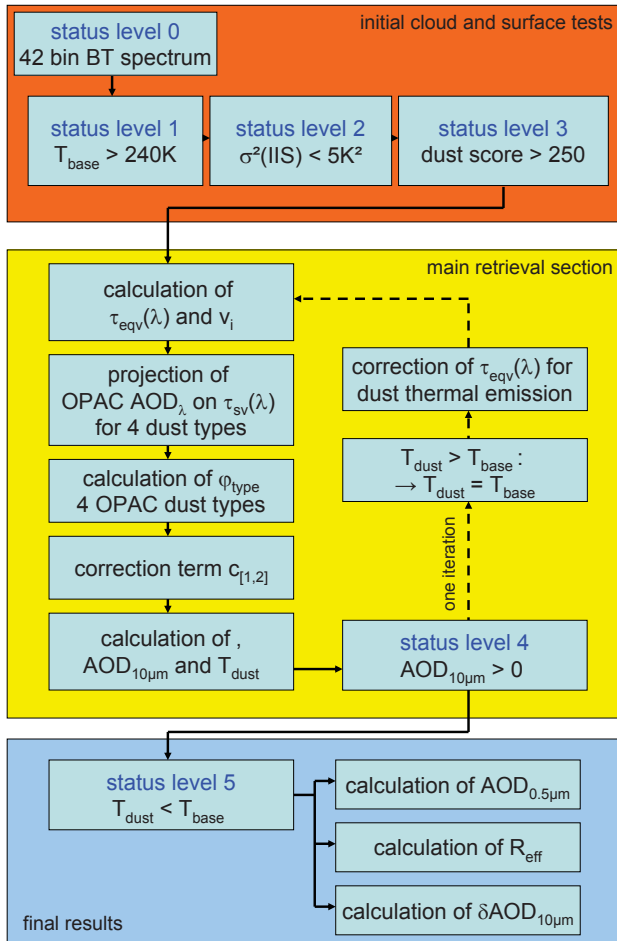 initial cloud and surface tests
status level 0
42 bin BT spectrum
status level 1
T_base > 240K
status level 2
σ²(IIS) < 5K²
status level 3
dust score > 250
main retrieval section
calculation of
τ_eqv(λ) and v_i
projection of
OPAC AOD_λ on τ_sv(λ)
for 4 dust types
calculation of φ_type
4 OPAC dust types
correction term c_[1,2]
calculation of ,
AOD_10µm and T_dust
status level 4
AOD_10µm > 0
one iteration
T_dust > T_base :
→ T_dust = T_base
correction of τ_eqv(λ) for
dust thermal emission
status level 5
T_dust < T_base
calculation of AOD_0.5µm
calculation of R_eff
calculation of δAOD_10µm
final results